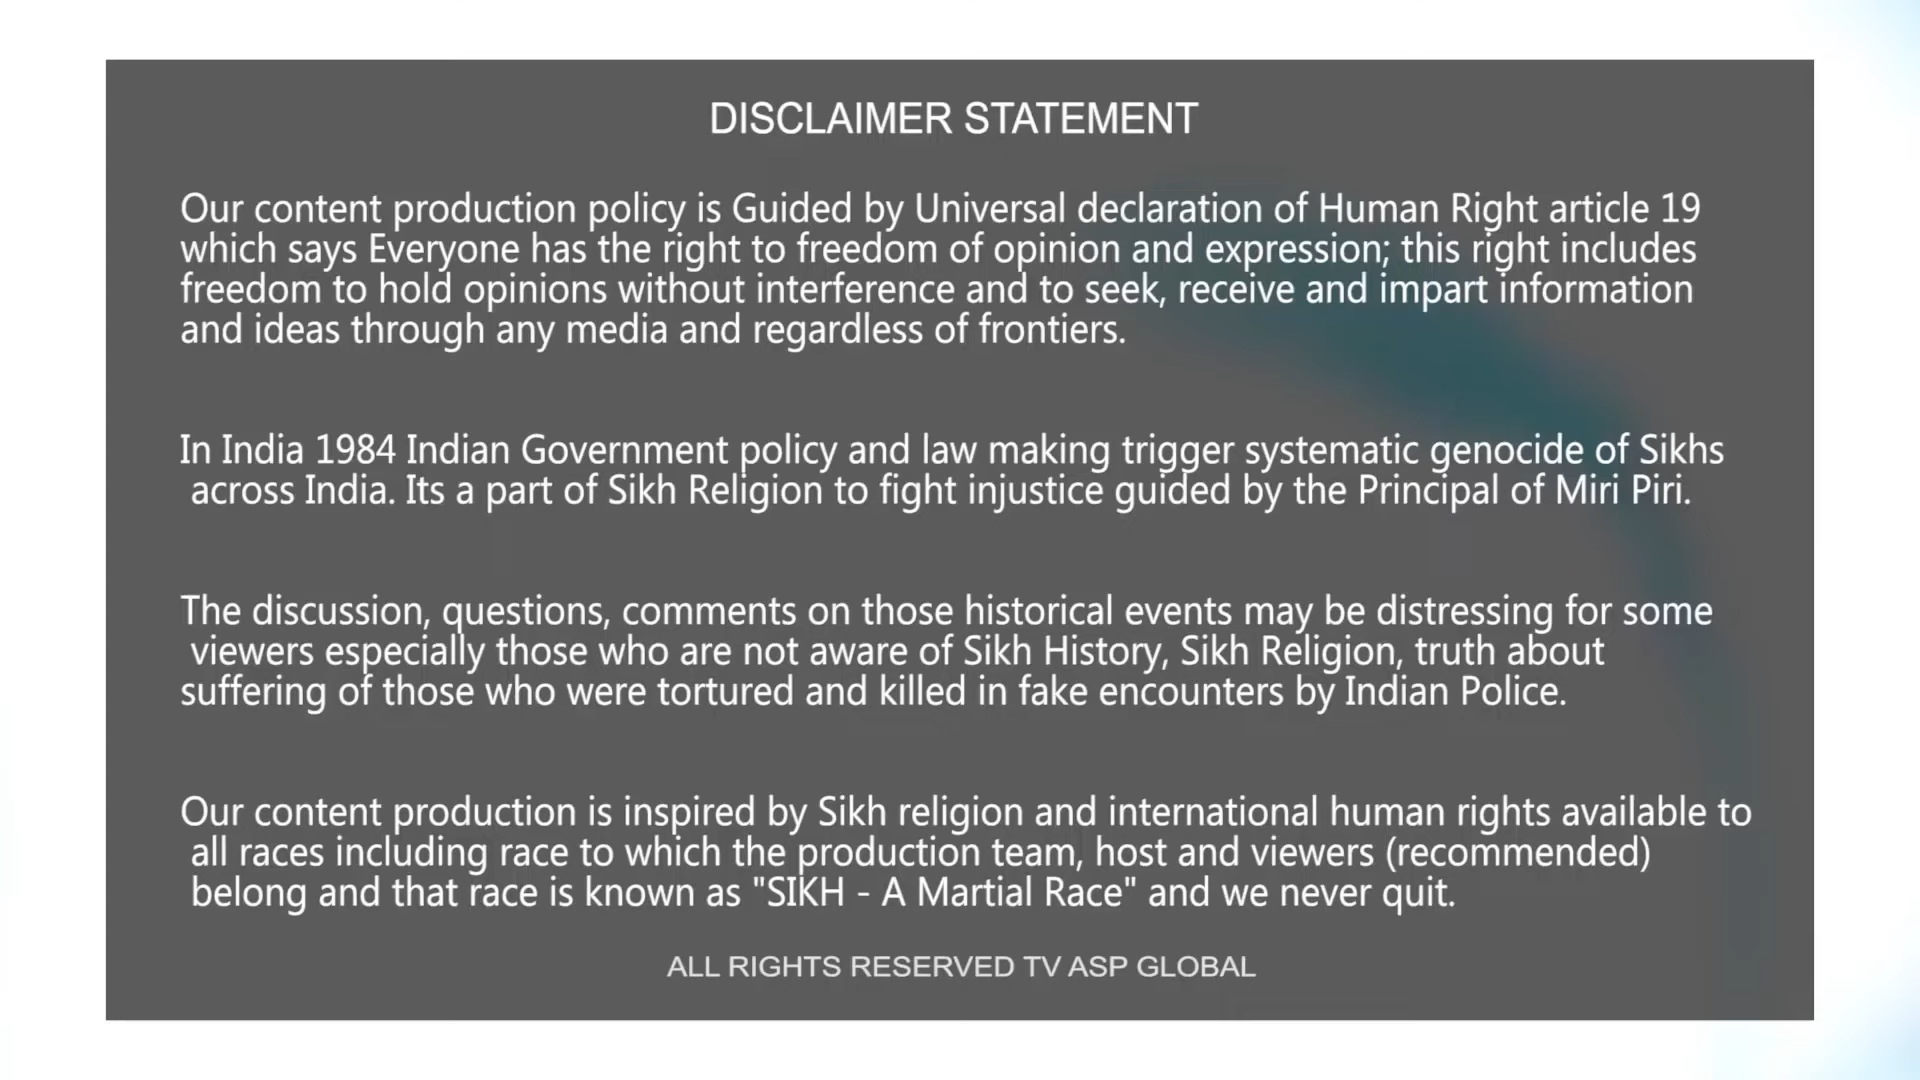 DISCLAIMER STATEMENT
Our content production policy is Guided by Universal declaration of Human Right article 19
which says Everyone has the right to freedom of opinion and expression; this right includes
freedom to hold opinions without interference and to seek, receive and impart information
and ideas through any media and regardless of frontiers.
In India 1984 Indian Government policy and law making trigger systematic genocide of Sikhs
across India. Its a part of Sikh Religion to fight injustice guided by the Principal of Miri Piri.
The discussion, questions, comments on those historical events may be distressing for some
viewers especially those who are not aware of Sikh History, Sikh Religion, truth about
suffering of those who were tortured and killed in fake encounters by Indian Police.
Our content production is inspired by Sikh religion and international human rights available to
all races including race to which the production team, host and viewers (recommended)
belong and that race is known as "SIKH - A Martial Race" and we never quit.
ALL RIGHTS RESERVED TV ASP GLOBAL